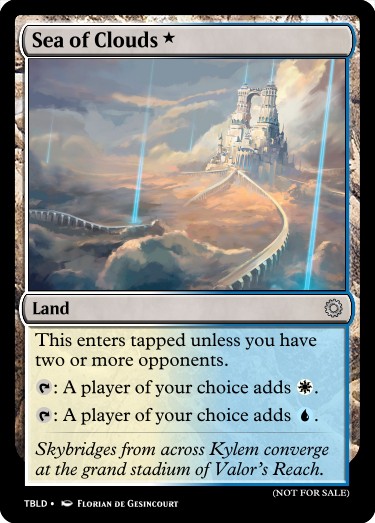 Sea of Clouds ★
Land
This enters tapped unless you have
two or more opponents.
: A player of your choice adds .
: A player of your choice adds .
Skybridges from across Kylem converge
at the grand stadium of Valor's Reach.
(NOT FOR SALE)
TBLD • Florian de Gesincourt